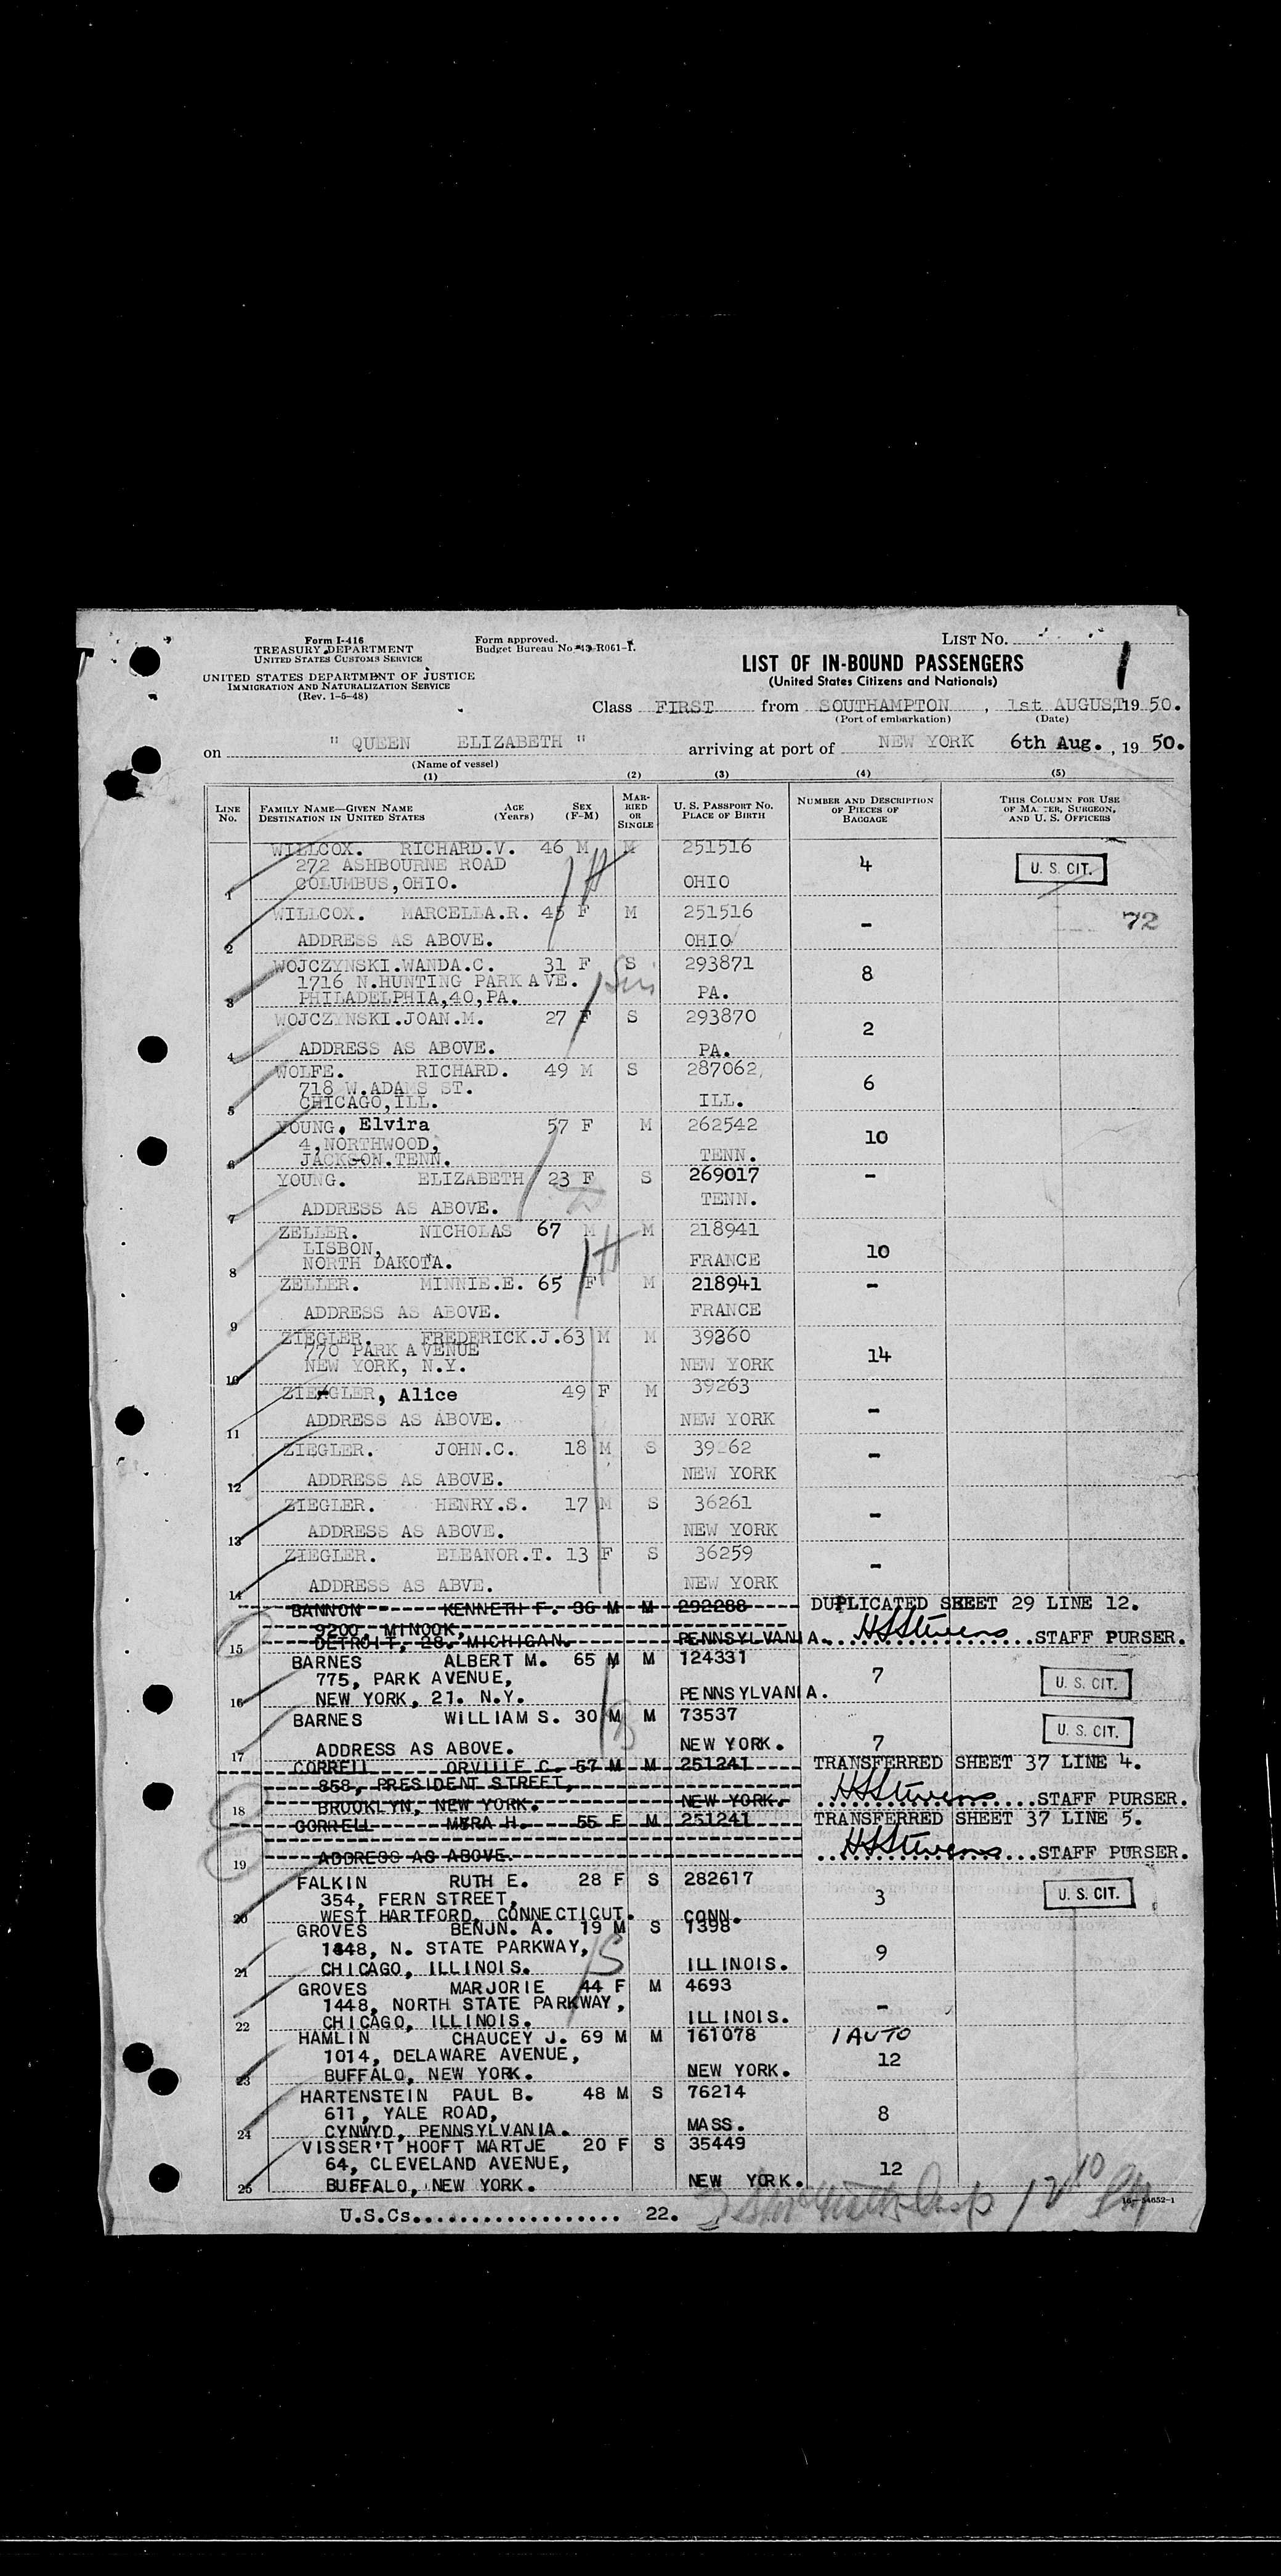 Form I-416
TREASURY DEPARTMENT
UNITED STATES CUSTOMS SERVICE
UNITED STATES DEPARTMENT OF JUSTICE
IMMIGRATION AND NATURALIZATION SERVICE
(Rev. 1-5-48)
Form approved.
Budget Bureau No. 43-R061-1.
LIST NO.
1
LIST OF IN-BOUND PASSENGERS
(United States Citizens and Nationals)
Class FIRST from SOUTHAMPTON, 1st AUGUST, 19 50.
(Port of embarkation) (Date)
on " QUEEN ELIZABETH " arriving at port of NEW YORK 6th Aug., 19 50.
(Name of vessel)
(1) (2) (3) (4) (5)
LINE NO. FAMILY NAME—GIVEN NAME DESTINATION IN UNITED STATES AGE (Years) SEX (F-M) MARRIED OR SINGLE U. S. PASSPORT NO. PLACE OF BIRTH NUMBER AND DESCRIPTION OF PIECES OF BAGGAGE THIS COLUMN FOR USE OF MASTER, SURGEON, AND U. S. OFFICERS
WILLCOX. RICHARD.V. 46 M M 251516
272 ASHBOURNE ROAD 4 U. S. CIT.
1 COLUMBUS,OHIO. OHIO
WILLCOX. MARCELLA.R. 45 F M 251516 - 72
2 ADDRESS AS ABOVE. OHIO
WOJCZYNSKI.WANDA.C. 31 F S 293871
1716 N.HUNTING PARK AVE. 8
3 PHILADELPHIA,40,PA. PA.
WOJCZYNSKI.JOAN.M. 27 F S 293870 2
4 ADDRESS AS ABOVE. PA.
WOLFE. RICHARD. 49 M S 287062
718 W.ADAMS ST. 6
5 CHICAGO,ILL. ILL.
YOUNG, Elvira 57 F M 262542
4,NORTHWOOD, 10
6 JACKSON.TENN. TENN.
YOUNG. ELIZABETH 23 F S 269017 -
7 ADDRESS AS ABOVE. TENN.
ZELLER. NICHOLAS 67 M M 218941
LISBON, 10
8 NORTH DAKOTA. FRANCE
ZELLER. MINNIE.E. 65 F M 218941 -
9 ADDRESS AS ABOVE. FRANCE
ZIEGLER. FREDERICK.J. 63 M M 39260
770 PARK AVENUE 14
10 NEW YORK, N.Y. NEW YORK
ZIEGLER, Alice 49 F M 39263 -
11 ADDRESS AS ABOVE. NEW YORK
ZIEGLER. JOHN.C. 18 M S 39262 -
12 ADDRESS AS ABOVE. NEW YORK
ZIEGLER. HENRY.S. 17 M S 36261 -
13 ADDRESS AS ABOVE. NEW YORK
ZIEGLER. ELEANOR.T. 13 F S 36259 -
14 ADDRESS AS ABVE. NEW YORK
BANNON KENNETH F. 36 M M 292288 DUPLICATED SHEET 29 LINE 12.
9200, MINOCK,
15 DETROIT, 28. MICHIGAN. PENNSYLVANIA. HSStevens STAFF PURSER.
BARNES ALBERT M. 65 M M 124331
775, PARK AVENUE, 7 U. S. CIT.
16 NEW YORK, 21. N.Y. PENNSYLVANIA.
BARNES WILLIAM S. 30 M M 73537 U. S. CIT.
17 ADDRESS AS ABOVE. NEW YORK. 7
CORRELL ORVILLE C. 57 M M 251241 TRANSFERRED SHEET 37 LINE 4.
858, PRESIDENT STREET,
18 BROOKLYN, NEW YORK. NEW YORK. HSStevens STAFF PURSER.
CORRELL MYRA H. 55 F M 251241 TRANSFERRED SHEET 37 LINE 5.
19 ADDRESS AS ABOVE. HSStevens STAFF PURSER.
FALKIN RUTH E. 28 F S 282617
354, FERN STREET, 3 U. S. CIT.
20 WEST HARTFORD, CONNECTICUT. CONN.
GROVES BENJN. A. 19 M S 1398
1448, N. STATE PARKWAY, 9
21 CHICAGO, ILLINOIS. ILLINOIS.
GROVES MARJORIE 44 F M 4693
1448, NORTH STATE PARKWAY, -
22 CHICAGO, ILLINOIS. ILLINOIS.
HAMLIN CHAUCEY J. 69 M M 161078 1 AUTO
1014, DELAWARE AVENUE, 12
23 BUFFALO, NEW YORK. NEW YORK.
HARTENSTEIN PAUL B. 48 M S 76214
611, YALE ROAD, 8
24 CYNWYD, PENNSYLVANIA. MASS.
VISSER'T HOOFT MARTJE 20 F S 35449
64, CLEVELAND AVENUE, 12
25 BUFFALO, NEW YORK. NEW YORK.
U.S.Cs................... 22.
16—54652-1